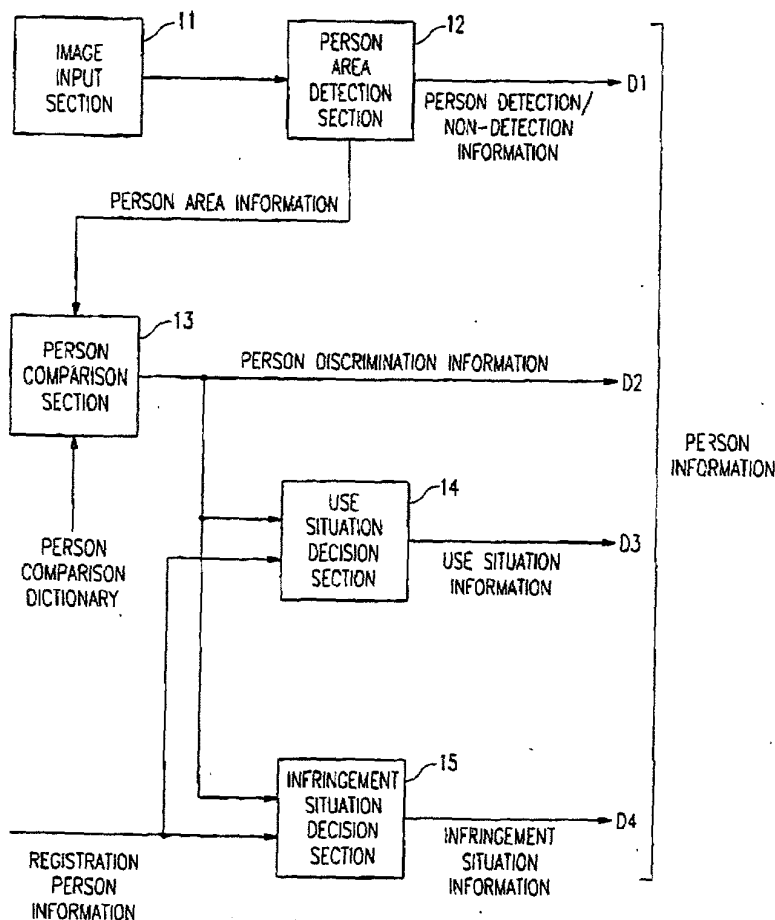 11
IMAGE
INPUT
SECTION
12
PERSON
AREA
DETECTION
SECTION
D1
PERSON DETECTION/
NON-DETECTION
INFORMATION
PERSON AREA INFORMATION
13
PERSON
COMPARISON
SECTION
PERSON DISCRIMINATION INFORMATION
D2
PERSON
INFORMATION
14
USE
SITUATION
DECISION
SECTION
D3
USE SITUATION
INFORMATION
PERSON
COMPARISON
DICTIONARY
15
INFRINGEMENT
SITUATION
DECISION
SECTION
D4
INFRINGEMENT
SITUATION
INFORMATION
REGISTRATION
PERSON
INFORMATION